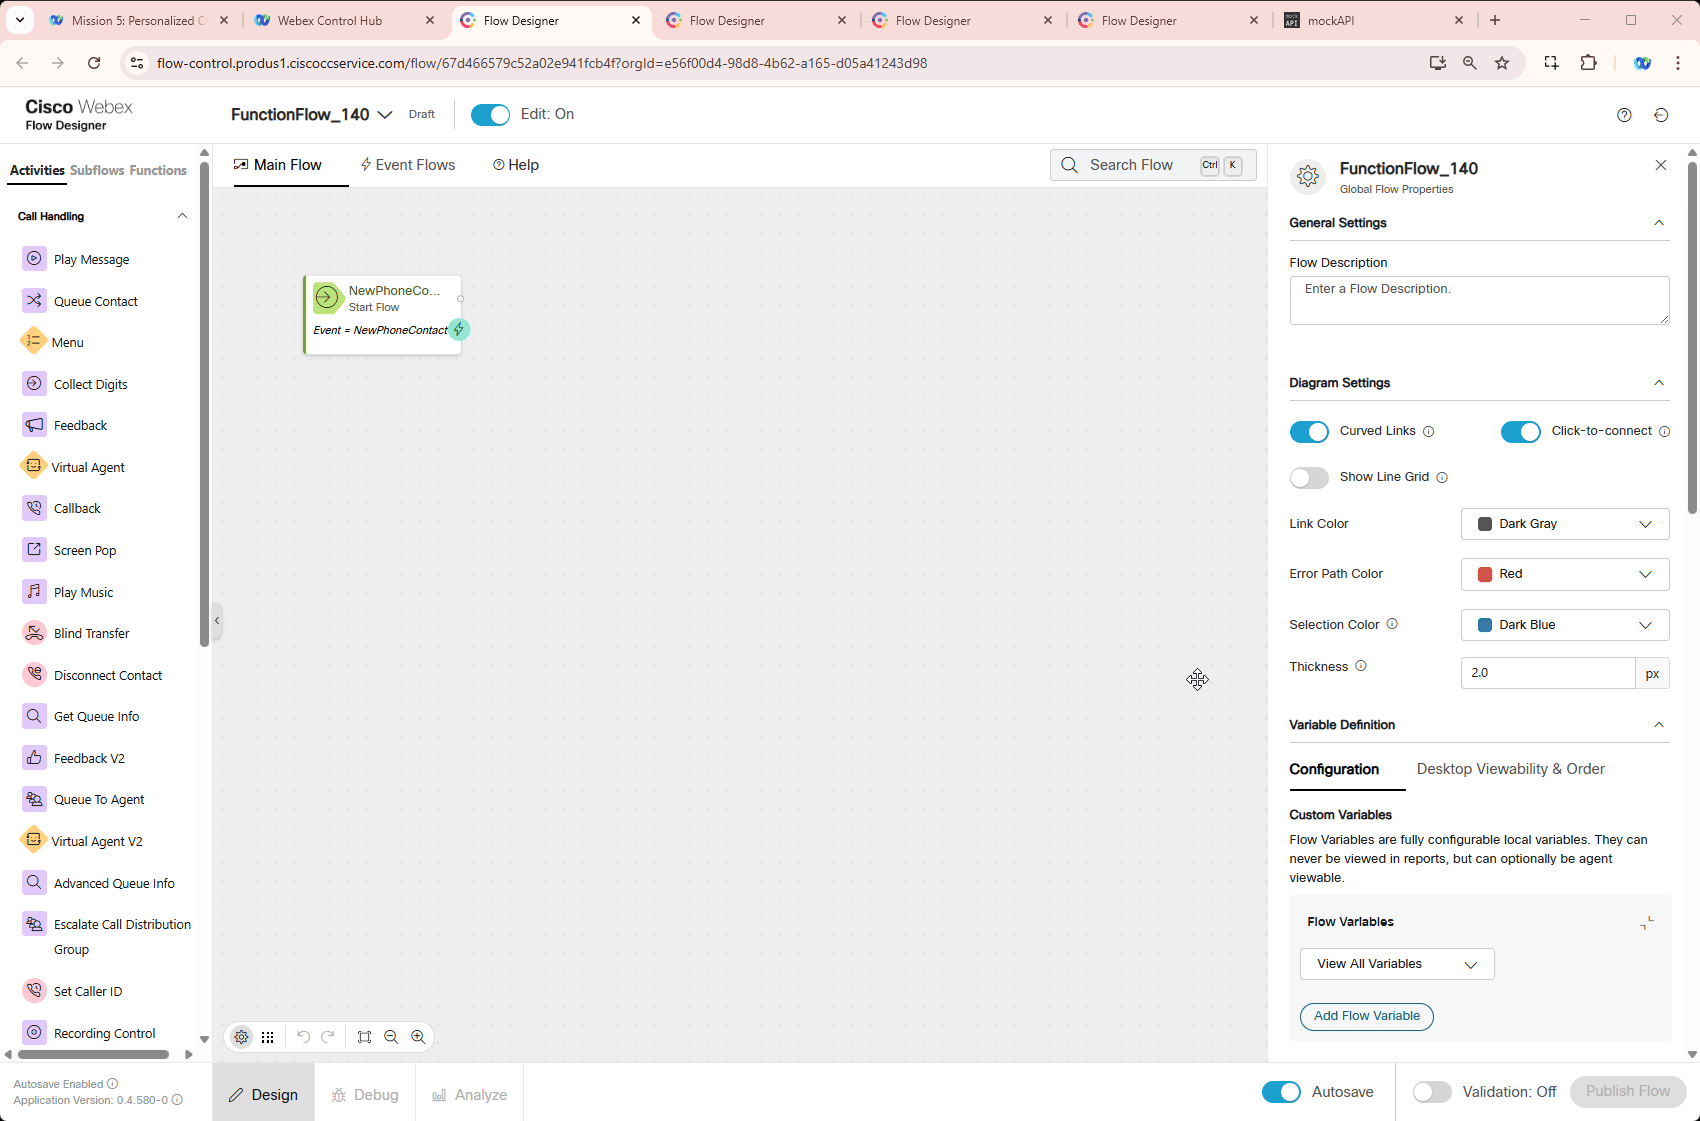 Mission 5: Personalized C
Webex Control Hub
Flow Designer
Flow Designer
Flow Designer
Flow Designer
mockAPI
flow-control.produs1.ciscoccservice.com/flow/67d466579c52a02e941fcb4f?orgId=e56f00d4-98d8-4b62-a165-d05a41243d98
Cisco Webex
Flow Designer
FunctionFlow_140
Draft
Edit: On
Activities
Subflows
Functions
Call Handling
Play Message
Queue Contact
Menu
Collect Digits
Feedback
Virtual Agent
Callback
Screen Pop
Play Music
Blind Transfer
Disconnect Contact
Get Queue Info
Feedback V2
Queue To Agent
Virtual Agent V2
Advanced Queue Info
Escalate Call Distribution
Group
Set Caller ID
Recording Control
Main Flow
Event Flows
Help
Search Flow
Ctrl
K
NewPhoneCo...
Start Flow
Event = NewPhoneContact
FunctionFlow_140
Global Flow Properties
General Settings
Flow Description
Enter a Flow Description.
Diagram Settings
Curved Links
Click-to-connect
Show Line Grid
Link Color
Dark Gray
Error Path Color
Red
Selection Color
Dark Blue
Thickness
2.0
px
Variable Definition
Configuration
Desktop Viewability & Order
Custom Variables
Flow Variables are fully configurable local variables. They can
never be viewed in reports, but can optionally be agent
viewable.
Flow Variables
View All Variables
Add Flow Variable
Autosave Enabled
Application Version: 0.4.580-0
Design
Debug
Analyze
Autosave
Validation: Off
Publish Flow